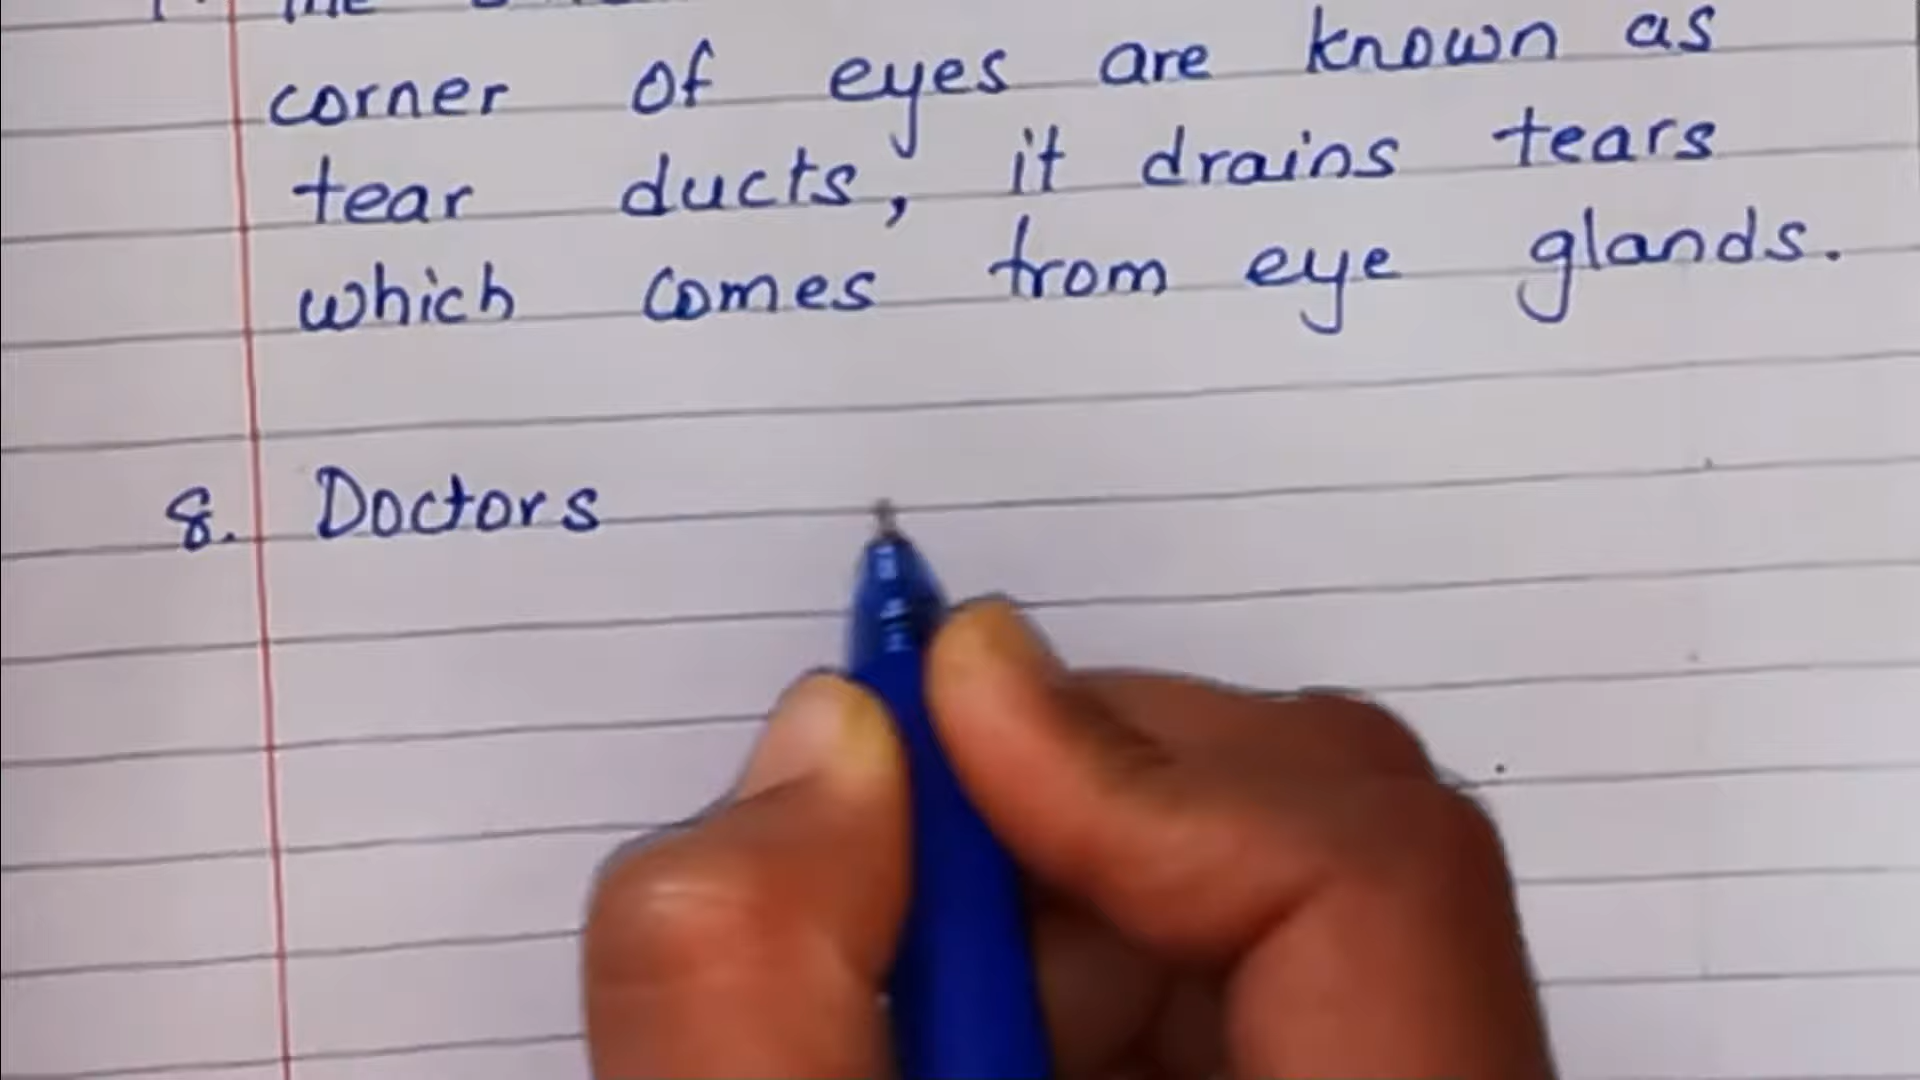 corner of eyes are known as
tear ducts, it drains tears
which comes from eye glands.
8. Doctors